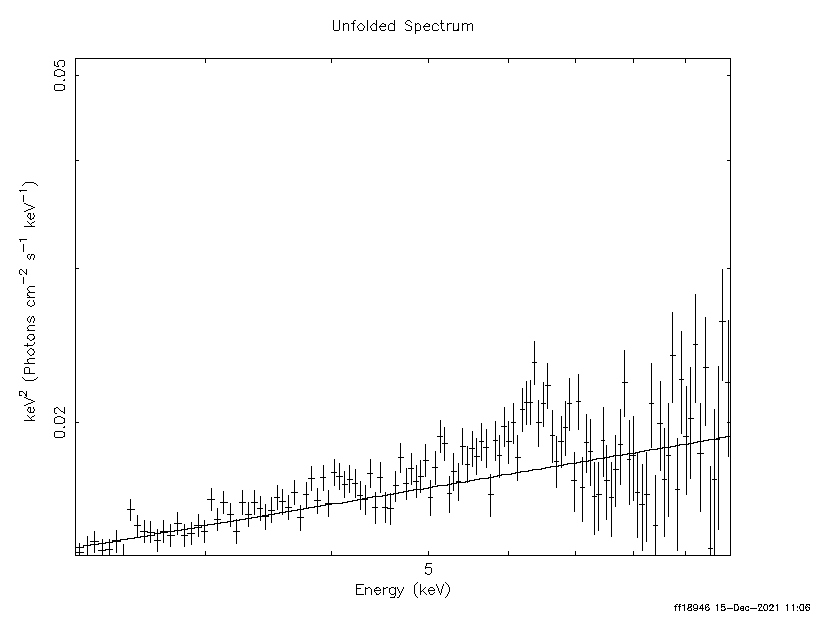 Unfolded Spectrum
0.05
0.02
keV² (Photons cm⁻² s⁻¹ keV⁻¹)
5
Energy (keV)
ff18946 15-Dec-2021 11:06